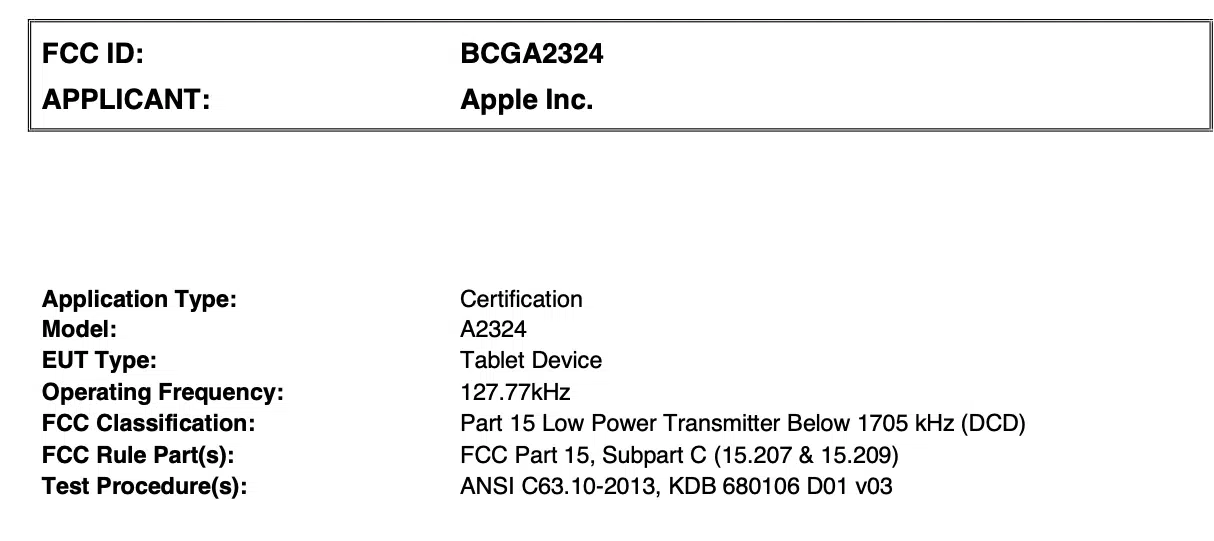 FCC ID: BCGA2324
APPLICANT: Apple Inc.
Application Type: Certification
Model: A2324
EUT Type: Tablet Device
Operating Frequency: 127.77kHz
FCC Classification: Part 15 Low Power Transmitter Below 1705 kHz (DCD)
FCC Rule Part(s): FCC Part 15, Subpart C (15.207 & 15.209)
Test Procedure(s): ANSI C63.10-2013, KDB 680106 D01 v03